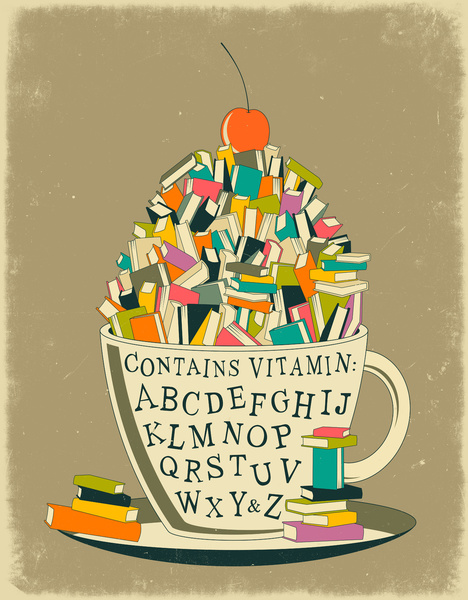 CONTAINS VITAMIN:
ABCDEFGHIJ
KLMNOP
QRSTUV
WXY&Z